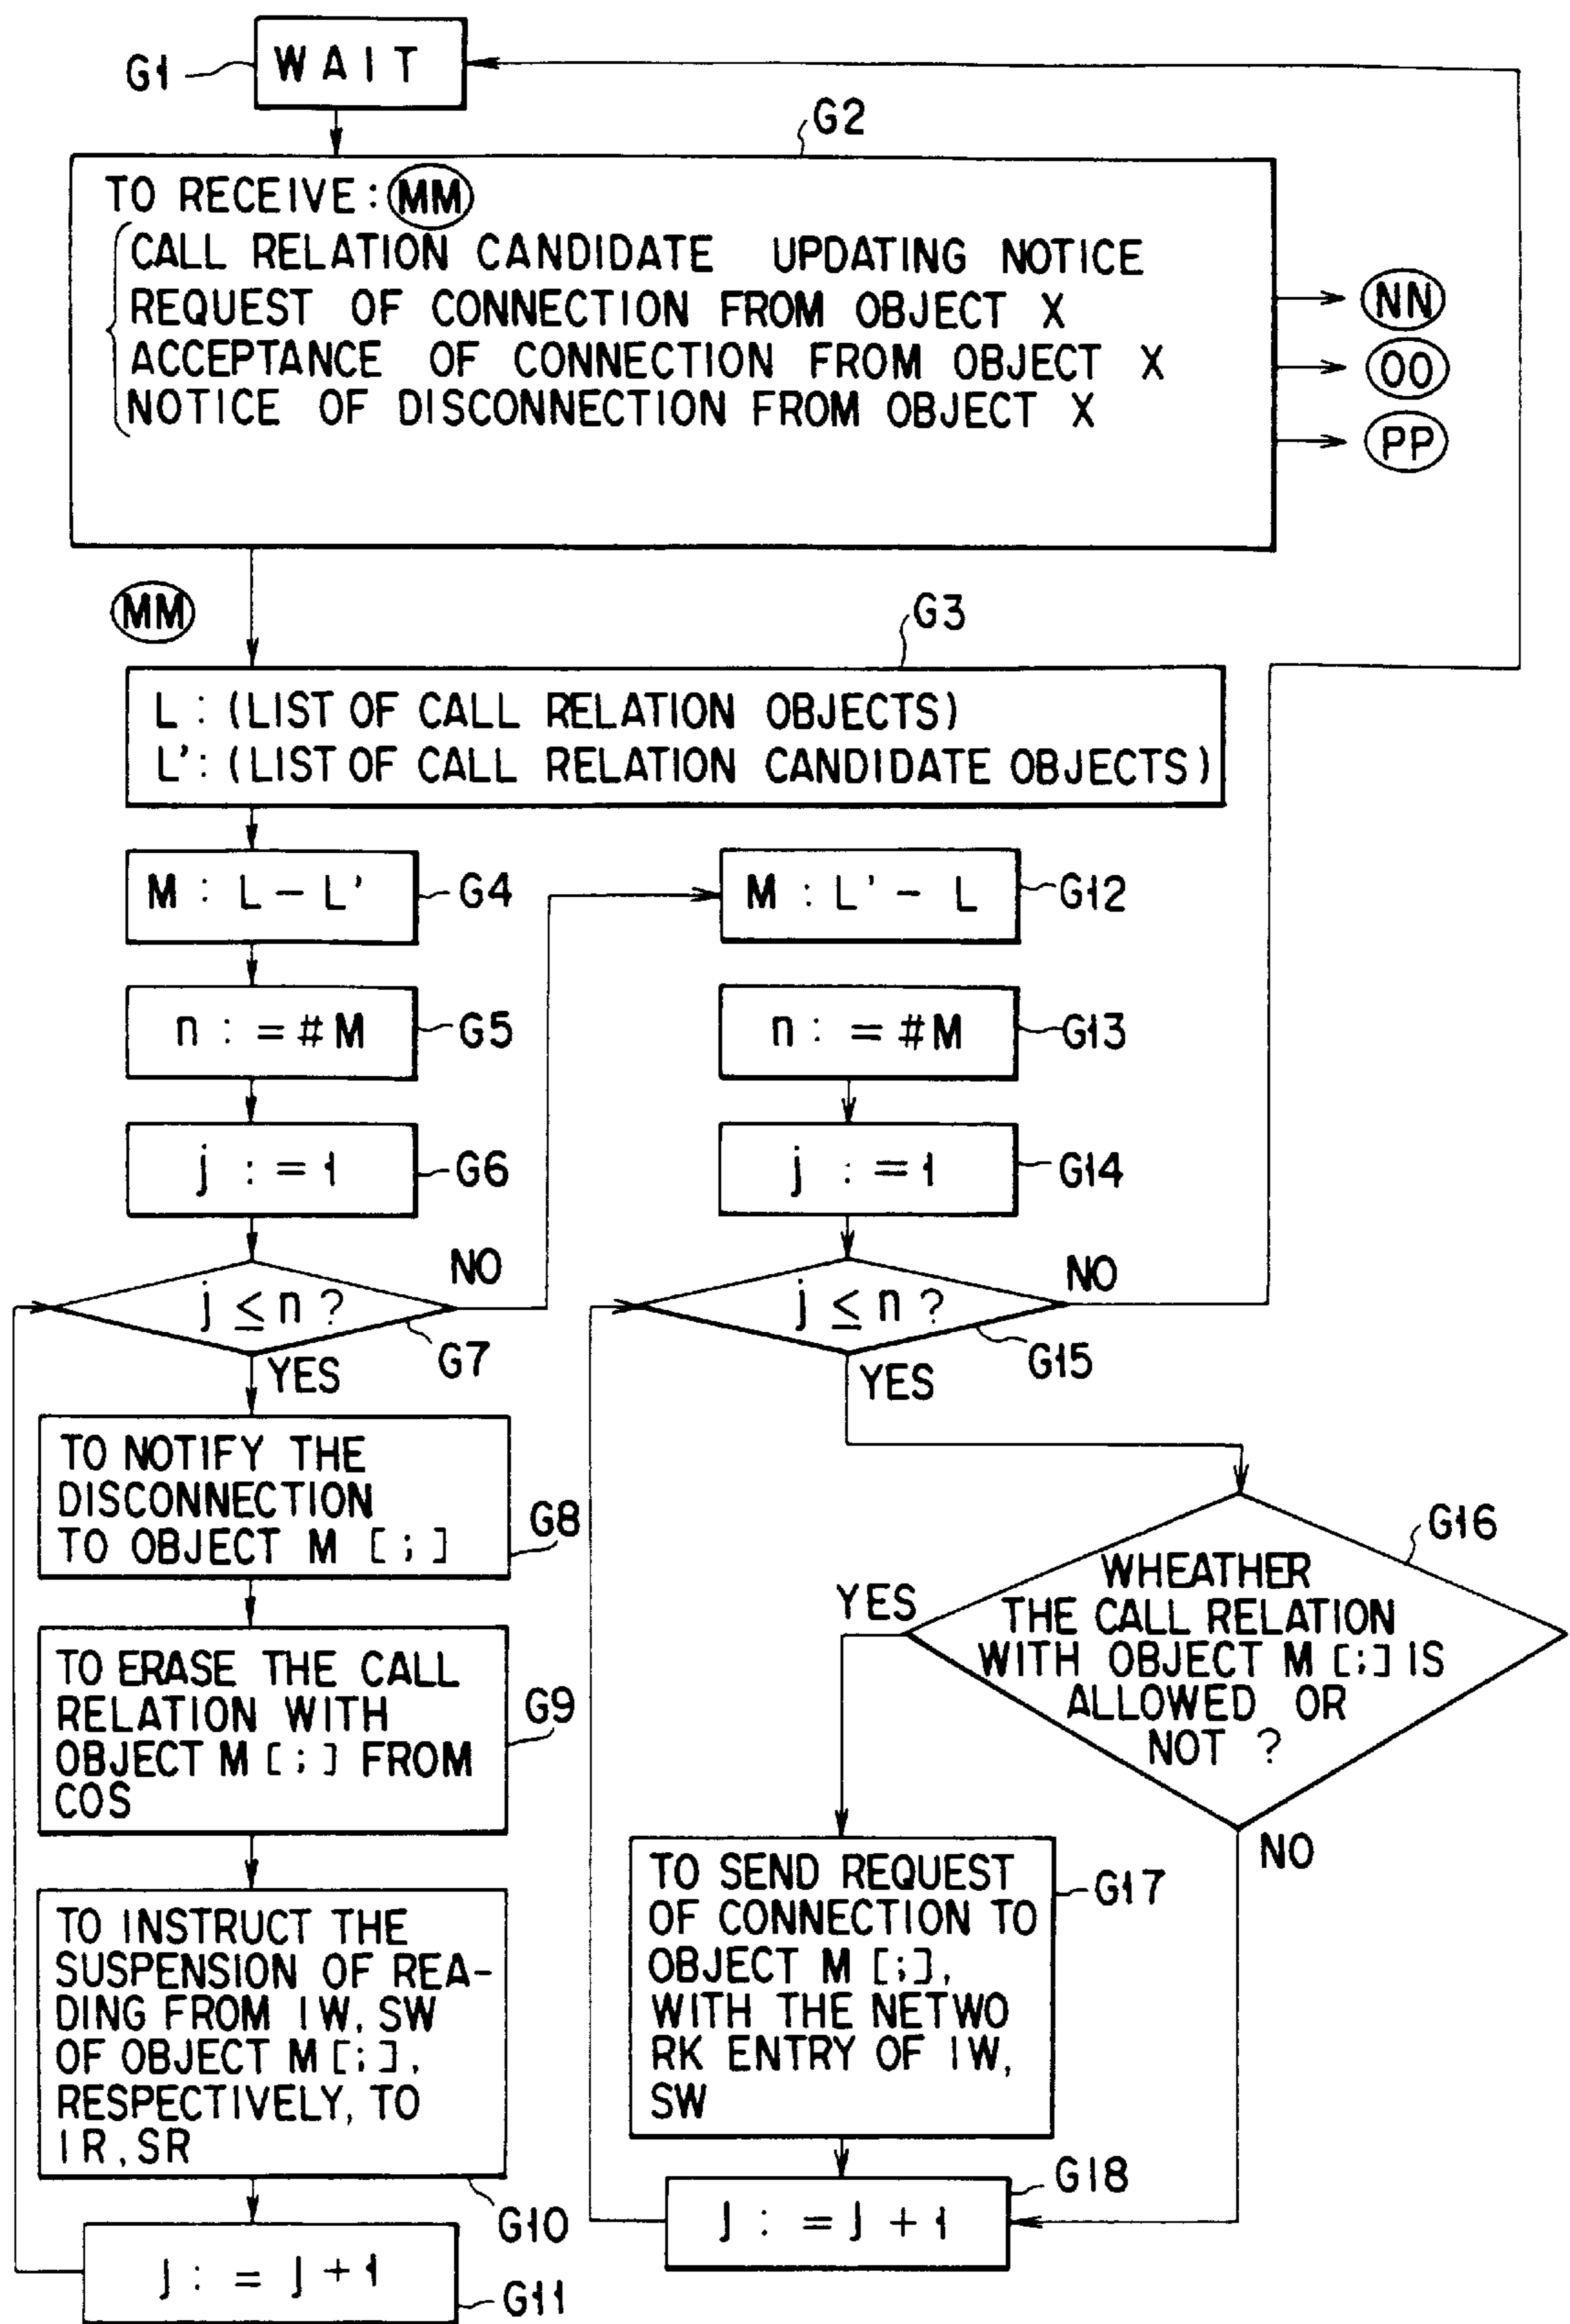 G1
WAIT
G2
TO RECEIVE: MM
CALL RELATION CANDIDATE UPDATING NOTICE
REQUEST OF CONNECTION FROM OBJECT X
ACCEPTANCE OF CONNECTION FROM OBJECT X
NOTICE OF DISCONNECTION FROM OBJECT X
NN
OO
PP
MM
G3
L : (LIST OF CALL RELATION OBJECTS)
L' : (LIST OF CALL RELATION CANDIDATE OBJECTS)
M : L - L'
G4
n : = # M
G5
j : = 1
G6
j ≤ n ?
NO
G7
YES
TO NOTIFY THE
DISCONNECTION
TO OBJECT M [ ; ]
G8
TO ERASE THE CALL
RELATION WITH
OBJECT M [ ; ] FROM
COS
G9
TO INSTRUCT THE
SUSPENSION OF REA-
DING FROM IW, SW
OF OBJECT M [ ; ],
RESPECTIVELY, TO
IR, SR
G10
J : = J + 1
G11
M : L' - L
G12
n : = # M
G13
j : = 1
G14
j ≤ n ?
NO
G15
YES
G16
WHEATHER
THE CALL RELATION
WITH OBJECT M [ ; ] IS
ALLOWED OR
NOT ?
YES
NO
TO SEND REQUEST
OF CONNECTION TO
OBJECT M [ ; ],
WITH THE NETWO
RK ENTRY OF IW,
SW
G17
J : = J + 1
G18